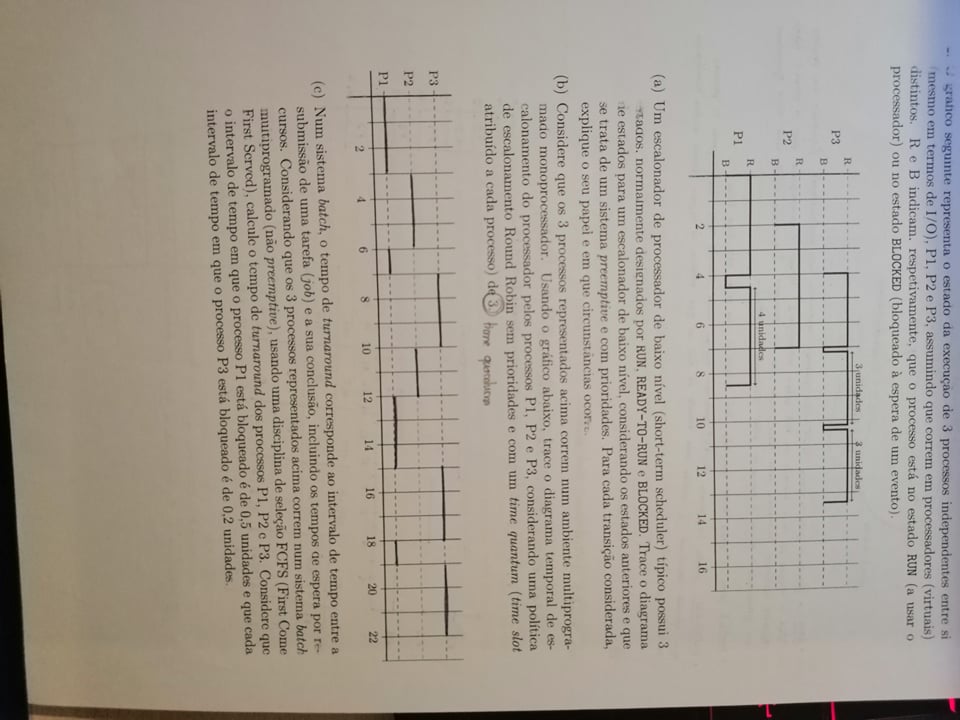 gráfico seguinte representa o estado da execução de 3 processos independentes entre si
(mesmo em termos de I/O), P1, P2 e P3, assumindo que correm em processadores (virtuais)
distintos. R e B indicam, respetivamente, que o processo está no estado RUN (a usar o
processador) ou no estado BLOCKED (bloqueado à espera de um evento).
3 unidades 3 unidades
P3 R B
P2 R B
4 unidades
P1 R B
2 4 6 8 10 12 14 16
(a) Um escalonador de processador de baixo nível (short-term scheduler) típico possui 3
estados, normalmente designados por RUN, READY-TO-RUN e BLOCKED. Trace o diagrama
de estados para um escalonador de baixo nível, considerando os estados anteriores e que
se trata de um sistema preemptive e com prioridades. Para cada transição considerada,
explique o seu papel e em que circunstâncias ocorre.
(b) Considere que os 3 processos representados acima correm num ambiente multiprogra-
mado monoprocessador. Usando o gráfico abaixo, trace o diagrama temporal de es-
calonamento do processador pelos processos P1, P2 e P3, considerando uma política
de escalonamento Round Robin sem prioridades e com um time quantum (time slot
atribuído a cada processo) de 3.
P3
P2
P1
2 4 6 8 10 12 14 16 18 20 22
(c) Num sistema batch, o tempo de turnaround corresponde ao intervalo de tempo entre a
submissão de uma tarefa (job) e a sua conclusão, incluindo os tempos de espera por re-
cursos. Considerando que os 3 processos representados acima correm num sistema batch
multiprogramado (não preemptive), usando uma disciplina de seleção FCFS (First Come
First Served), calcule o tempo de turnaround dos processos P1, P2 e P3. Considere que
o intervalo de tempo em que o processo P1 está bloqueado é de 0,5 unidades e que cada
intervalo de tempo em que o processo P3 está bloqueado é de 0,2 unidades.